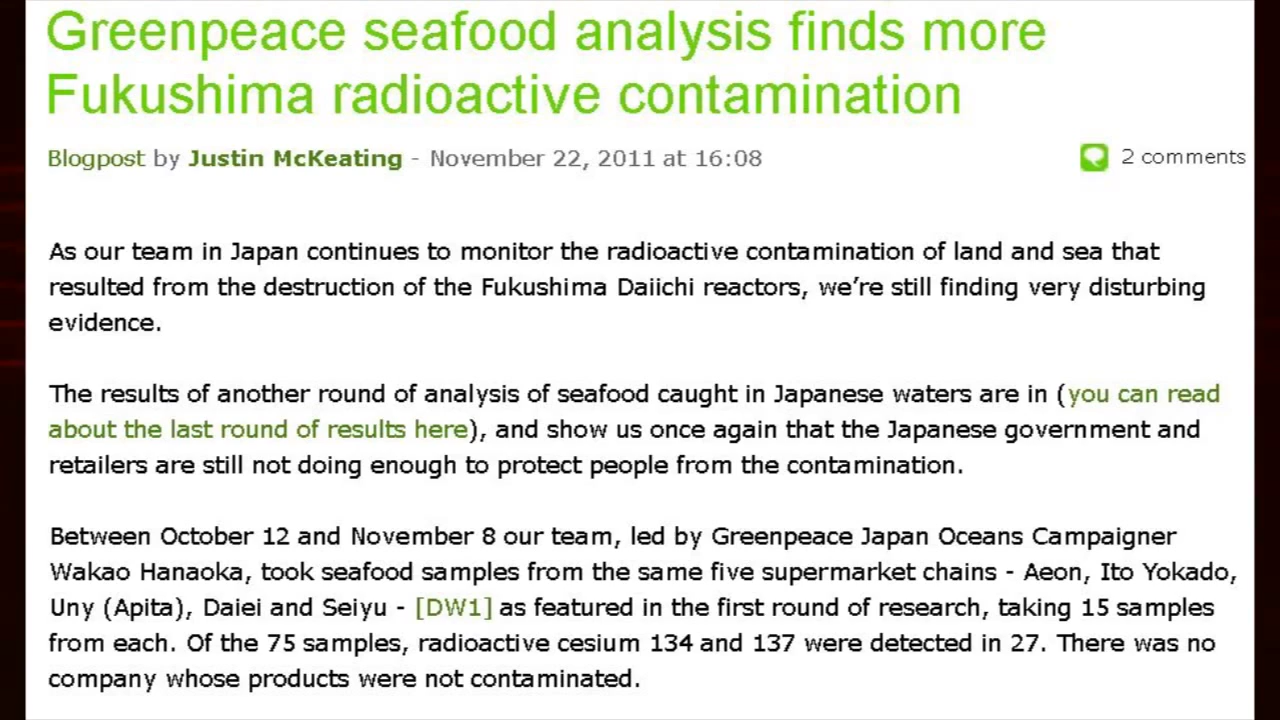 Greenpeace seafood analysis finds more
Fukushima radioactive contamination
Blogpost by Justin McKeating - November 22, 2011 at 16:08
2 comments
As our team in Japan continues to monitor the radioactive contamination of land and sea that
resulted from the destruction of the Fukushima Daiichi reactors, we're still finding very disturbing
evidence.
The results of another round of analysis of seafood caught in Japanese waters are in (you can read
about the last round of results here), and show us once again that the Japanese government and
retailers are still not doing enough to protect people from the contamination.
Between October 12 and November 8 our team, led by Greenpeace Japan Oceans Campaigner
Wakao Hanaoka, took seafood samples from the same five supermarket chains - Aeon, Ito Yokado,
Uny (Apita), Daiei and Seiyu - [DW1] as featured in the first round of research, taking 15 samples
from each. Of the 75 samples, radioactive cesium 134 and 137 were detected in 27. There was no
company whose products were not contaminated.